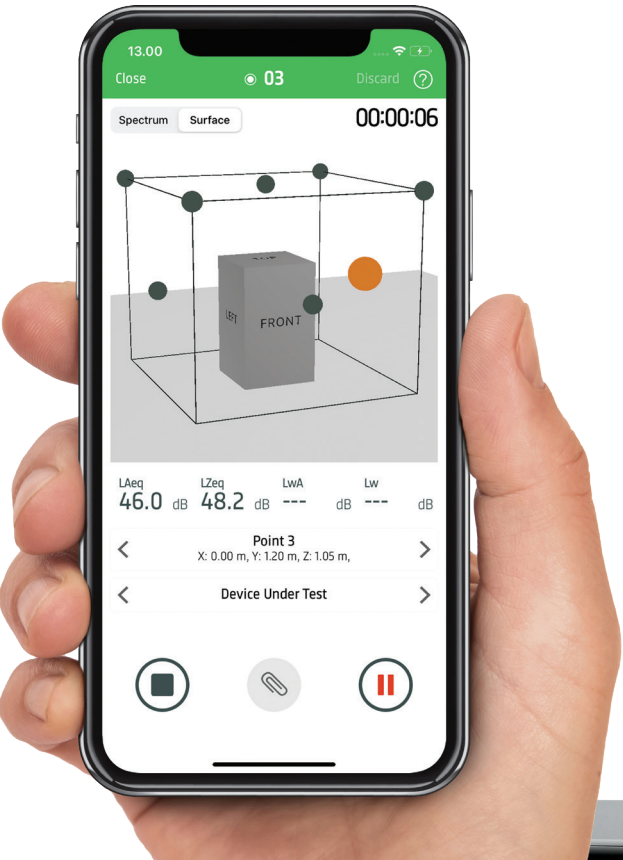 13.00
Close 03 Discard ?
Spectrum Surface 00:00:06
TOP
LEFT FRONT
LAeq LZeq LwA Lw
46.0 dB 48.2 dB --- dB --- dB
Point 3
X: 0.00 m, Y: 1.20 m, Z: 1.05 m,
Device Under Test